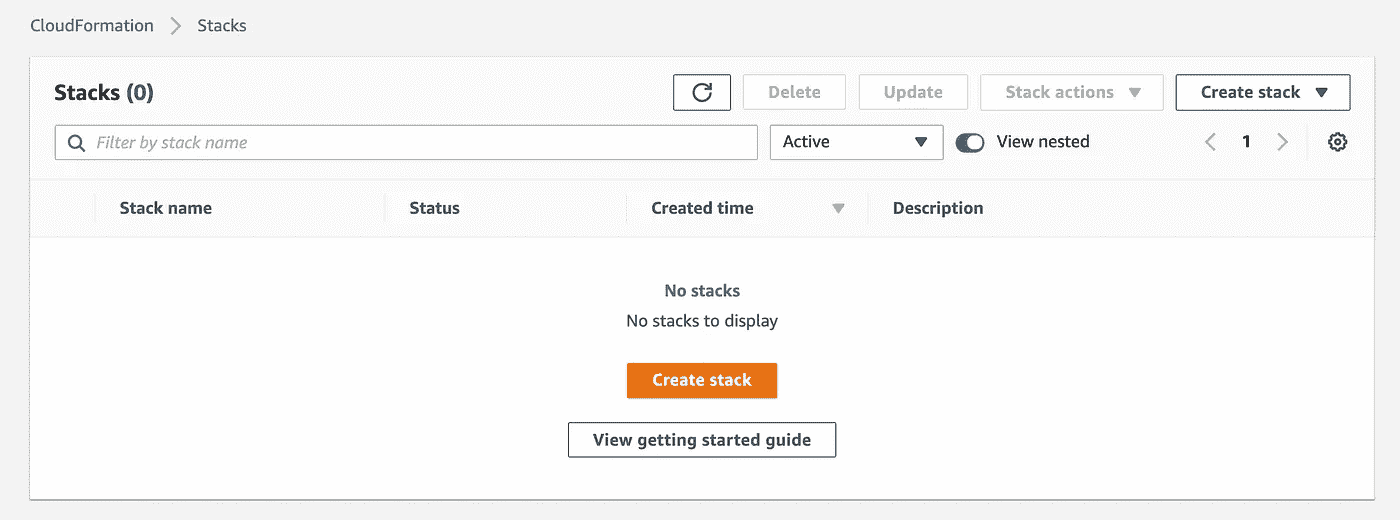 CloudFormation > Stacks
Stacks (0) Delete Update Stack actions Create stack
Filter by stack name Active View nested 1
Stack name Status Created time Description
No stacks
No stacks to display
Create stack
View getting started guide